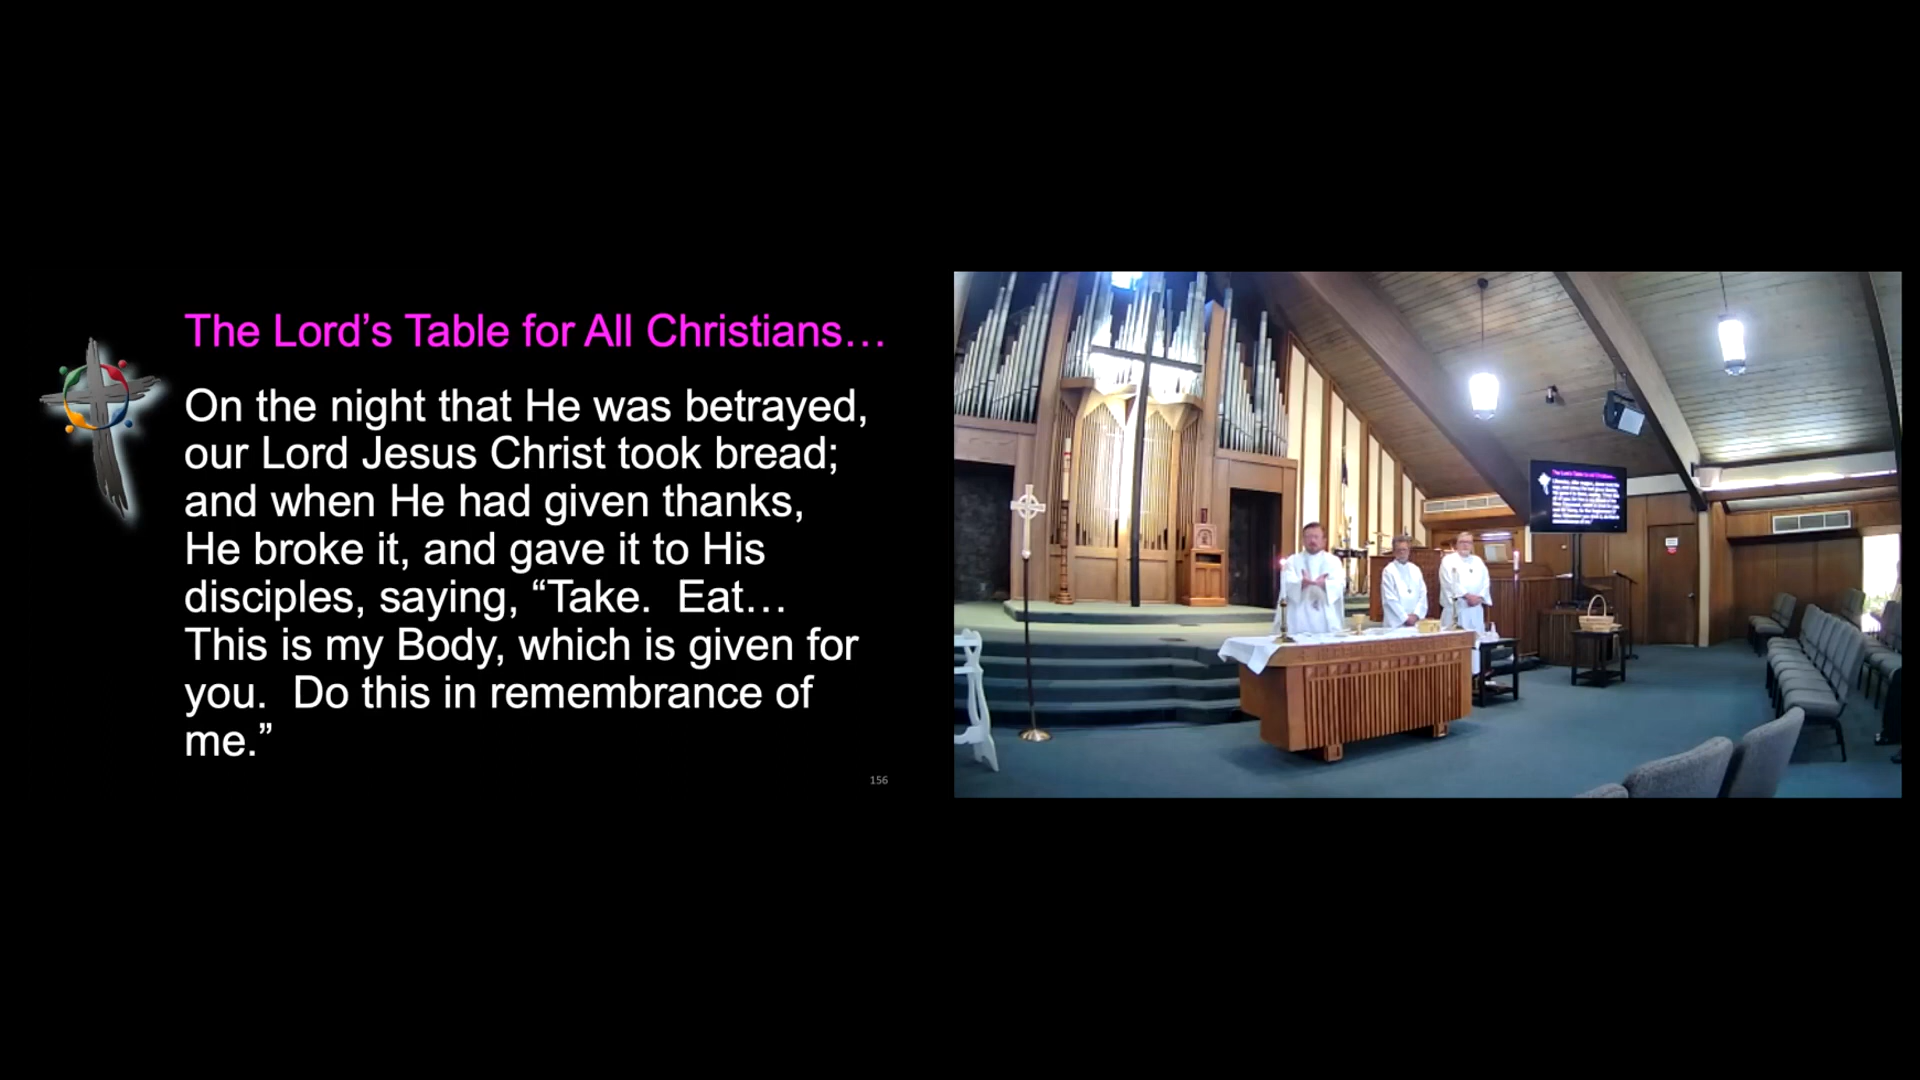 The Lord’s Table for All Christians…
On the night that He was betrayed,
our Lord Jesus Christ took bread;
and when He had given thanks,
He broke it, and gave it to His
disciples, saying, “Take.  Eat…
This is my Body, which is given for
you.  Do this in remembrance of
me.”
156